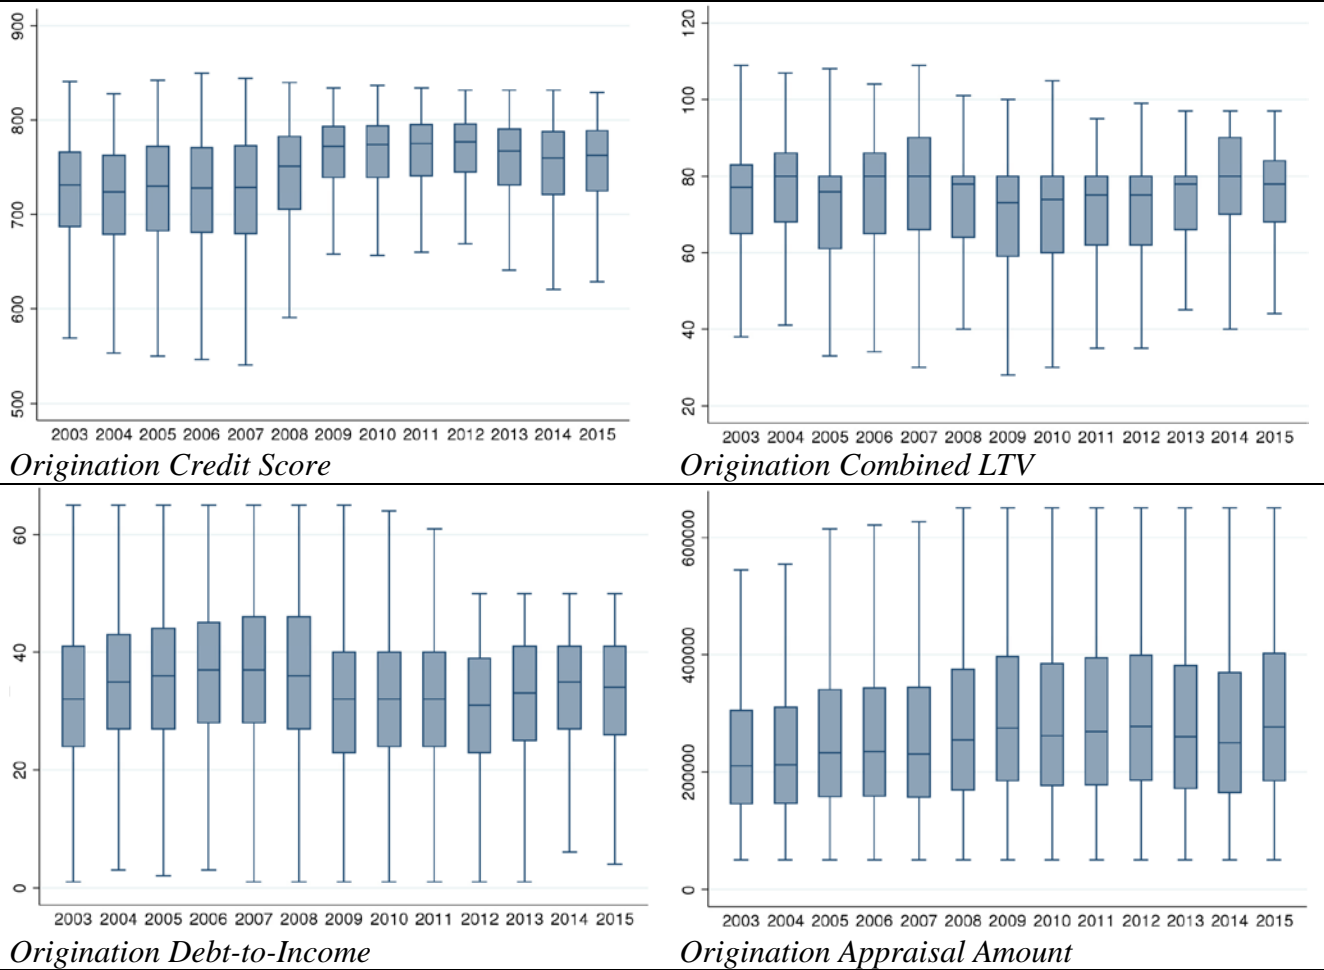 900
800
700
600
500
2003 2004 2005 2006 2007 2008 2009 2010 2011 2012 2013 2014 2015
Origination Credit Score
120
100
80
60
40
20
2003 2004 2005 2006 2007 2008 2009 2010 2011 2012 2013 2014 2015
Origination Combined LTV
60
40
20
0
2003 2004 2005 2006 2007 2008 2009 2010 2011 2012 2013 2014 2015
Origination Debt-to-Income
600000
400000
200000
0
2003 2004 2005 2006 2007 2008 2009 2010 2011 2012 2013 2014 2015
Origination Appraisal Amount